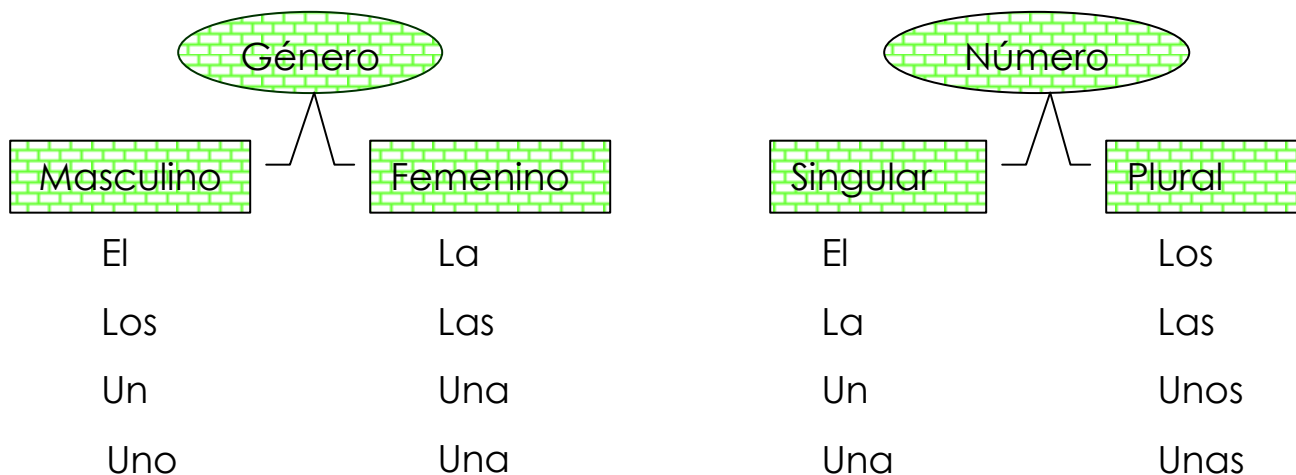 Género Número
Masculino Femenino Singular Plural
El La El Los
Los Las La Las
Un Una Un Unos
Uno Una Una Unas